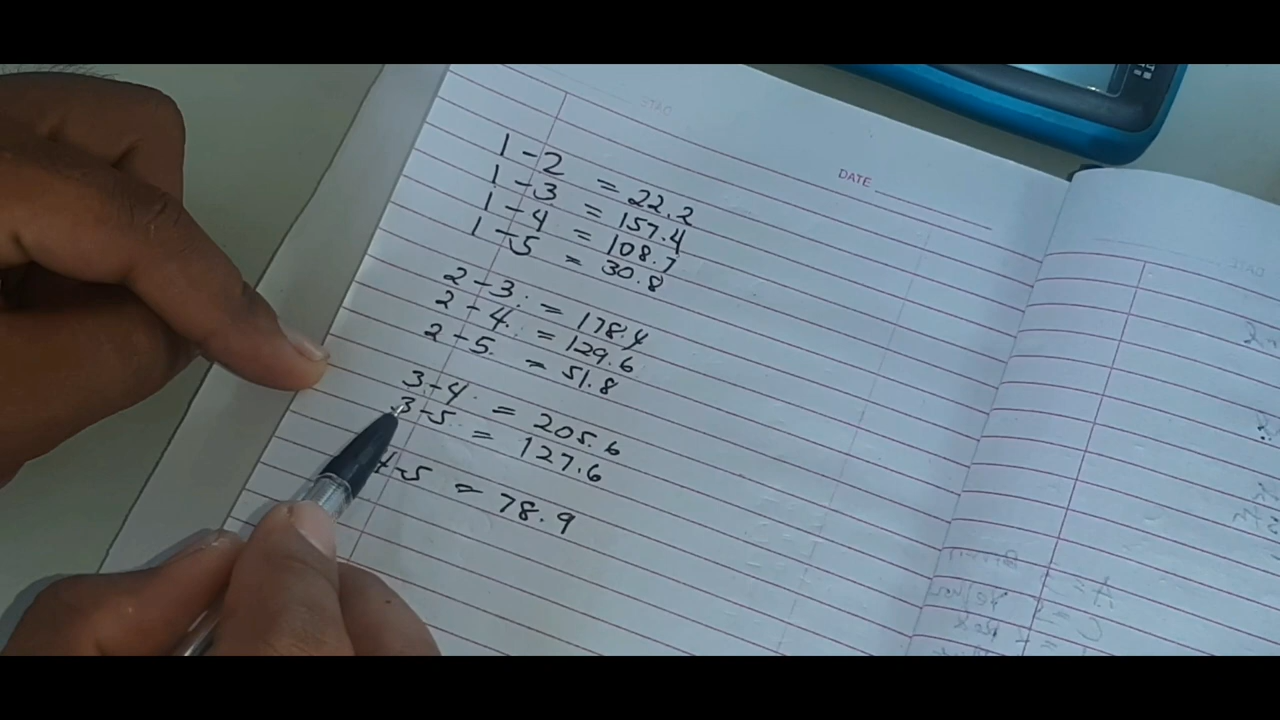 DATE
1-2 = 22.2
1-3 = 157.4
1-4 = 108.7
1-5 = 30.8
2-3. = 178.4
2-4. = 129.6
2-5. = 51.8
3-4. = 205.6
3-5. = 127.6
4-5 = 78.9